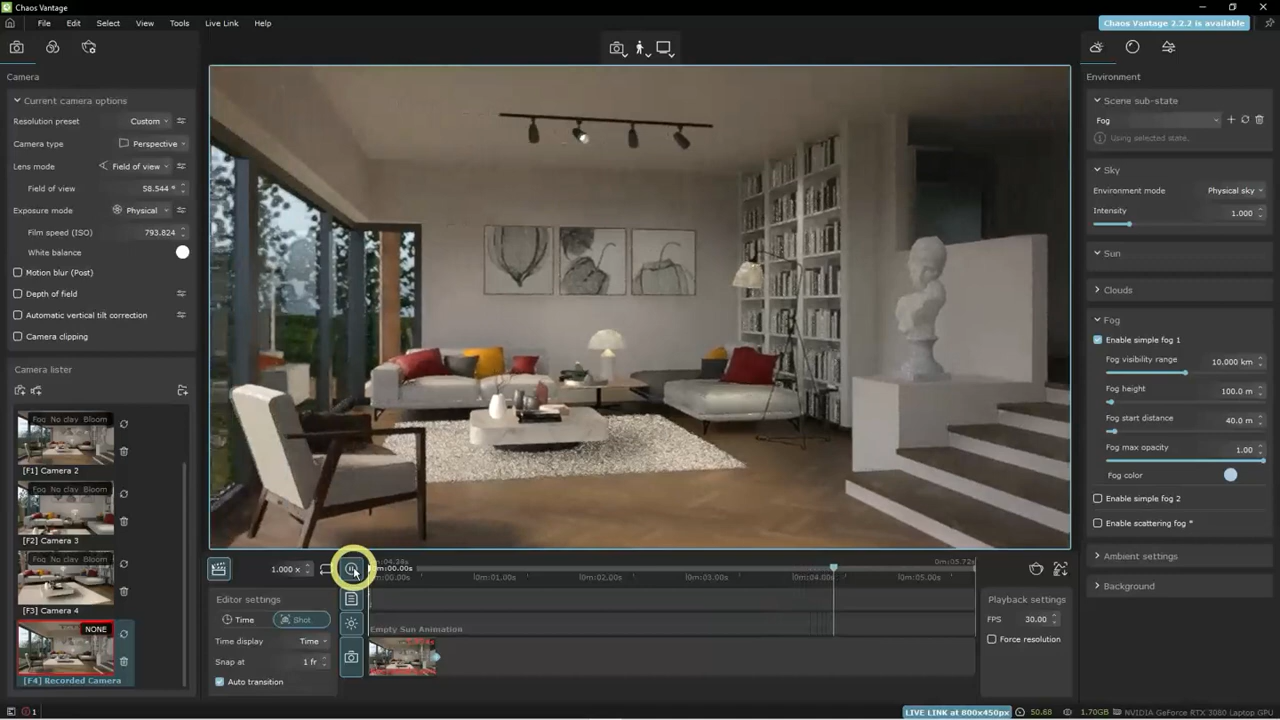 Chaos Vantage
File Edit Select View Tools Live Link Help
Chaos Vantage 2.2.2 is available
Camera
Current camera options
Resolution preset Custom
Camera type Perspective
Lens mode Field of view
Field of view 58.544 °
Exposure mode Physical
Film speed (ISO) 793.824
White balance
Motion blur (Post)
Depth of field
Automatic vertical tilt correction
Camera clipping
Camera lister
Fog No clay Bloom
[F1] Camera 2
Fog No clay Bloom
[F2] Camera 3
Fog No clay Bloom
[F3] Camera 4
NONE
[F4] Recorded Camera
1.000 x
0m:00.00s
0m:05.72s
0m:01.00s 0m:02.00s 0m:03.00s 0m:04.00s 0m:05.00s
Editor settings
Time Shot
Time display Time
Snap at 1 fr
Auto transition
Empty Sun Animation
Playback settings
FPS 30.00
Force resolution
Environment
Scene sub-state
Fog
Using selected state.
Sky
Environment mode Physical sky
Intensity 1.000
Sun
Clouds
Fog
Enable simple fog 1
Fog visibility range 10.000 km
Fog height 100.0 m
Fog start distance 40.0 m
Fog max opacity 1.00
Fog color
Enable simple fog 2
Enable scattering fog *
Ambient settings
Background
1
LIVE LINK at 800x450px 50.68 1.70GB NVIDIA GeForce RTX 3080 Laptop GPU